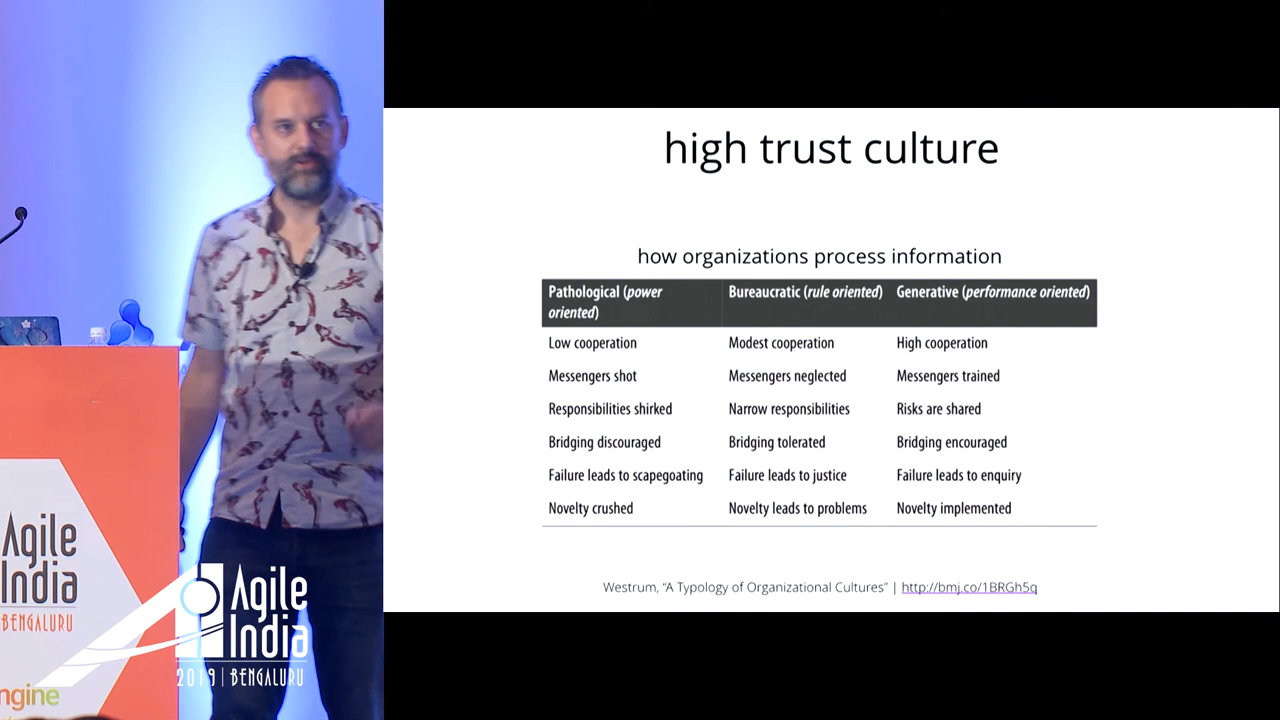 high trust culture
how organizations process information
Pathological (power oriented) Bureaucratic (rule oriented) Generative (performance oriented)
Low cooperation Modest cooperation High cooperation
Messengers shot Messengers neglected Messengers trained
Responsibilities shirked Narrow responsibilities Risks are shared
Bridging discouraged Bridging tolerated Bridging encouraged
Failure leads to scapegoating Failure leads to justice Failure leads to enquiry
Novelty crushed Novelty leads to problems Novelty implemented
Westrum, “A Typology of Organizational Cultures” | http://bmj.co/1BRGh5q
Agile
India
BENGALURU
ngine
Agile
India
2019 | BENGALURU